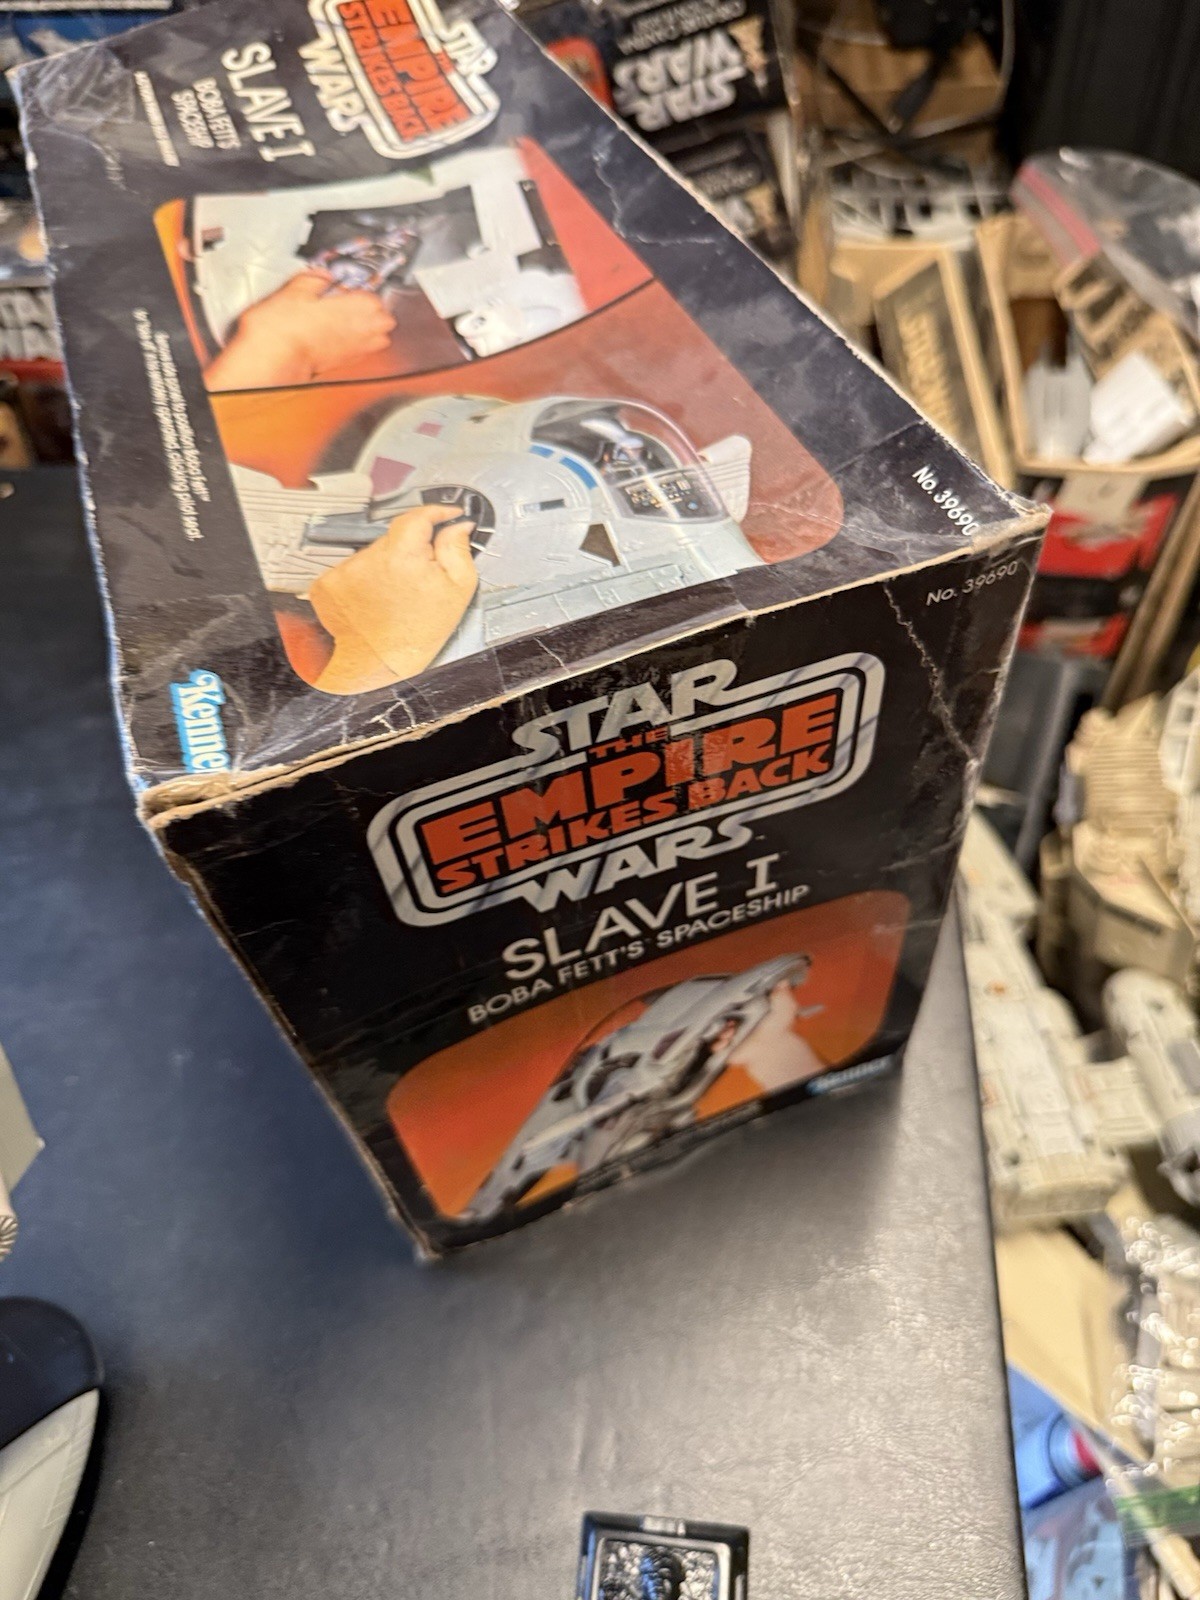 STAR
THE
EMPIRE
STRIKES BACK
WARS
SLAVE I
BOBA FETT'S
SPACESHIP
No. 39690
Kenner
No. 39690
STAR
THE
EMPIRE
STRIKES BACK
WARS
SLAVE I
BOBA FETT'S SPACESHIP
Kenner
STAR
WARS